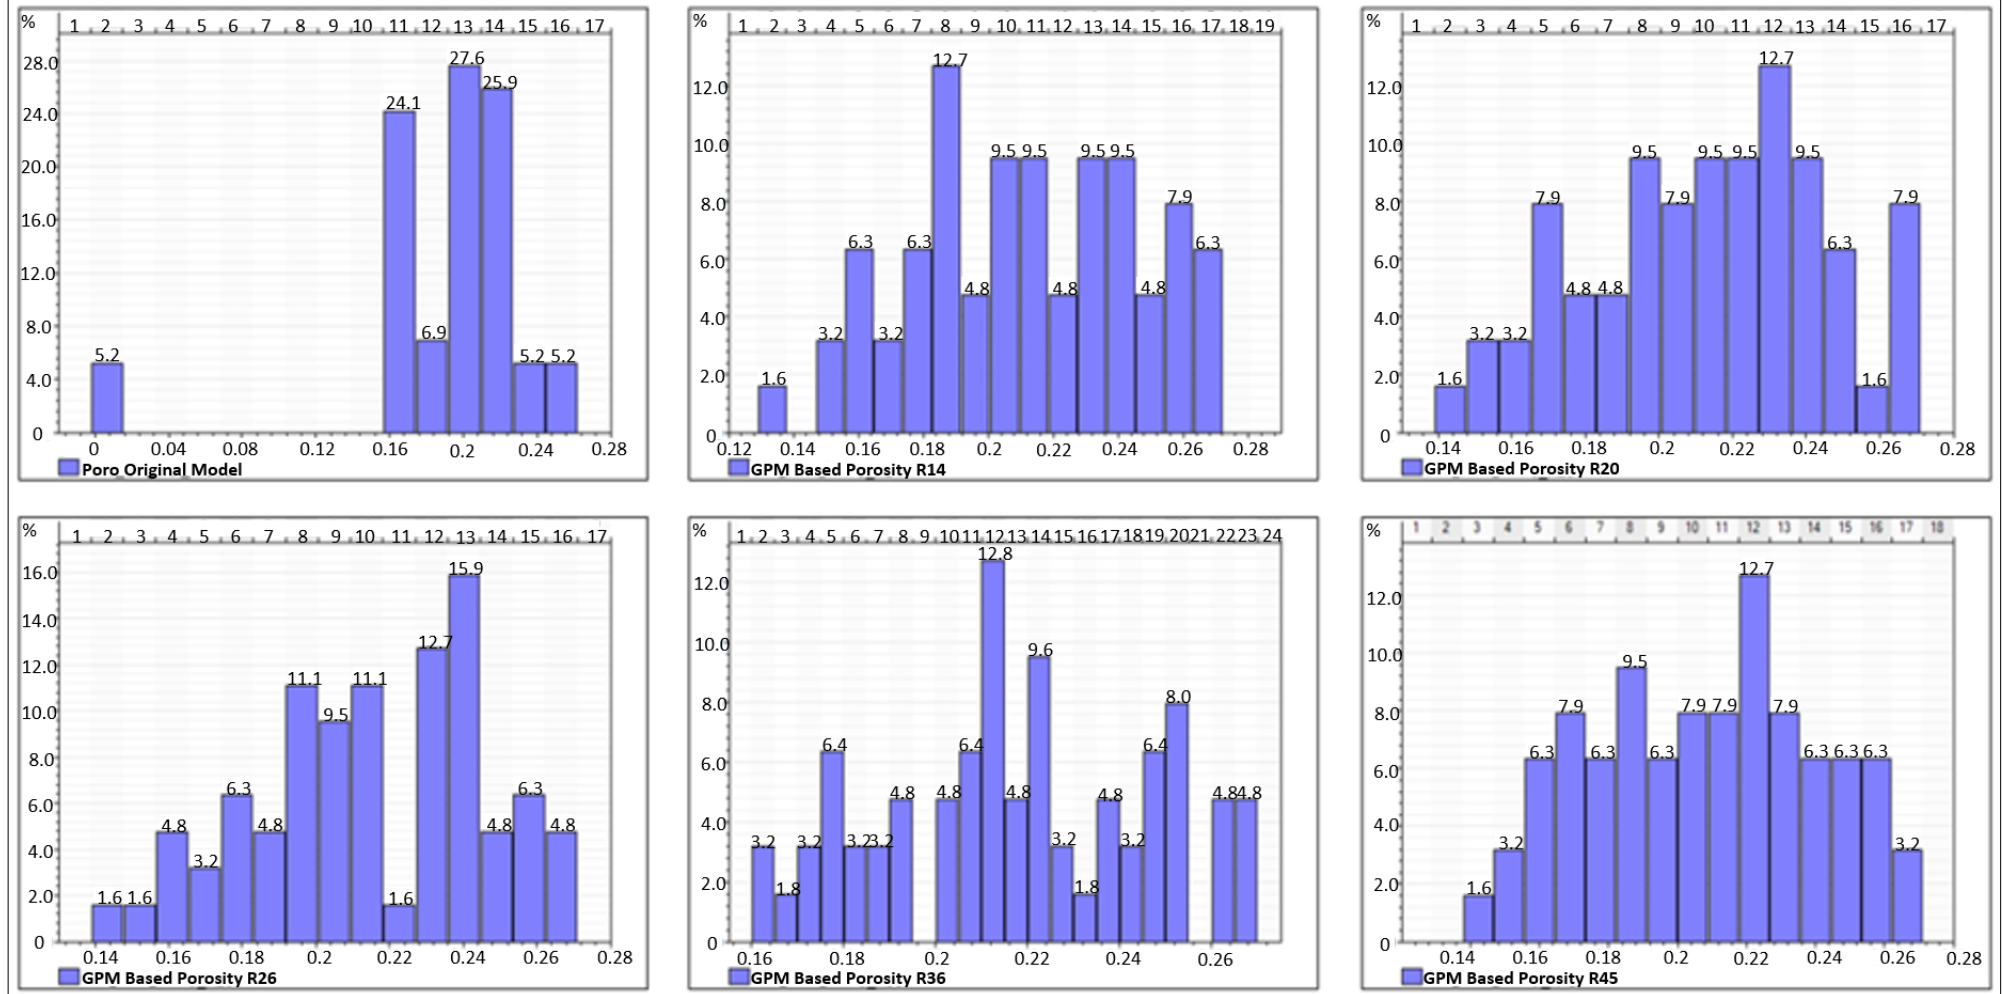 % 1 2 3 4 5 6 7 8 9 10 11 12 13 14 15 16 17
28.0
24.0
20.0
16.0
12.0
8.0
4.0
0
5.2 24.1 6.9 27.6 25.9 5.2 5.2
0 0.04 0.08 0.12 0.16 0.2 0.24 0.28
Poro Original Model
% 1 2 3 4 5 6 7 8 9 10 11 12 13 14 15 16 17 18 19
12.0
10.0
8.0
6.0
4.0
2.0
0
1.6 3.2 6.3 3.2 6.3 12.7 4.8 9.5 9.5 4.8 9.5 9.5 4.8 7.9 6.3
0.12 0.14 0.16 0.18 0.2 0.22 0.24 0.26 0.28
GPM Based Porosity R14
% 1 2 3 4 5 6 7 8 9 10 11 12 13 14 15 16 17
12.0
10.0
8.0
6.0
4.0
2.0
0
1.6 3.2 3.2 7.9 4.8 4.8 9.5 7.9 9.5 9.5 12.7 9.5 6.3 1.6 7.9
0.14 0.16 0.18 0.2 0.22 0.24 0.26 0.28
GPM Based Porosity R20
% 1 2 3 4 5 6 7 8 9 10 11 12 13 14 15 16 17
16.0
14.0
12.0
10.0
8.0
6.0
4.0
2.0
0
1.6 1.6 4.8 3.2 6.3 4.8 11.1 9.5 11.1 1.6 12.7 15.9 4.8 6.3 4.8
0.14 0.16 0.18 0.2 0.22 0.24 0.26 0.28
GPM Based Porosity R26
% 1 2 3 4 5 6 7 8 9 10 11 12 13 14 15 16 17 18 19 20 21 22 23 24
12.0
10.0
8.0
6.0
4.0
2.0
0
3.2 1.8 3.2 6.4 3.2 3.2 4.8 4.8 6.4 12.8 4.8 9.6 3.2 1.8 4.8 3.2 6.4 8.0 4.8 4.8
0.16 0.18 0.2 0.22 0.24 0.26
GPM Based Porosity R36
% 1 2 3 4 5 6 7 8 9 10 11 12 13 14 15 16 17 18
12.0
10.0
8.0
6.0
4.0
2.0
0
1.6 3.2 6.3 7.9 6.3 9.5 6.3 7.9 7.9 12.7 7.9 6.3 6.3 6.3 3.2
0.14 0.16 0.18 0.2 0.22 0.24 0.26 0.28
GPM Based Porosity R45